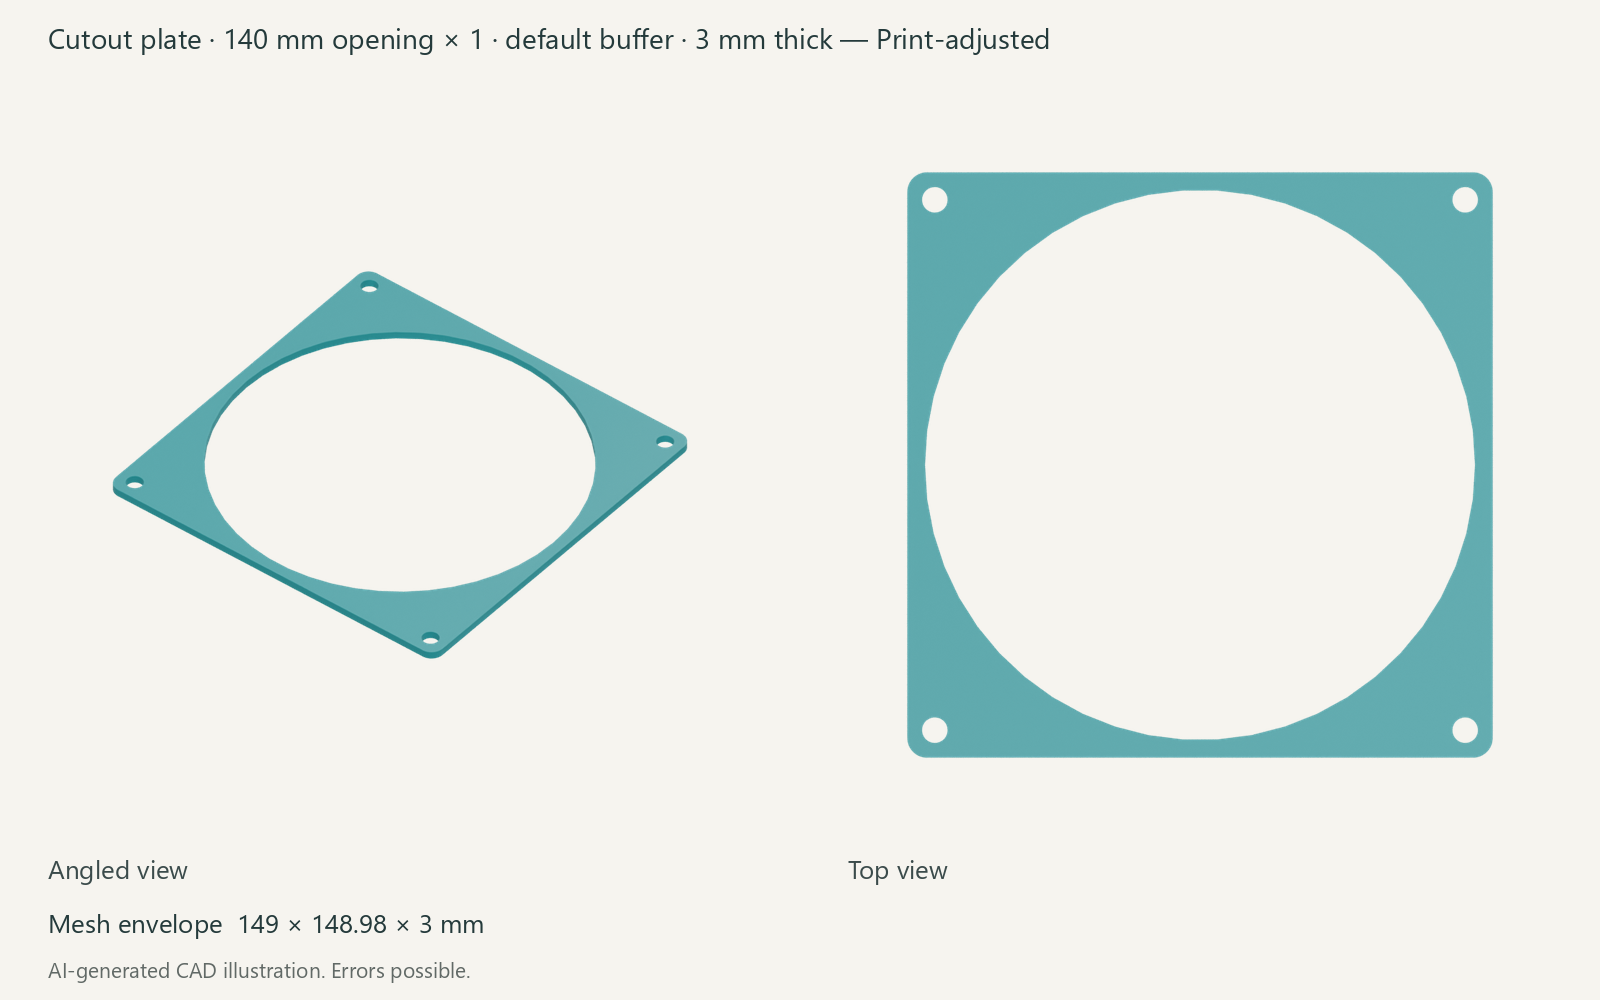 Cutout plate · 140 mm opening × 1 · default buffer · 3 mm thick — Print-adjusted
Angled view
Top view
Mesh envelope 149 × 148.98 × 3 mm
AI-generated CAD illustration. Errors possible.